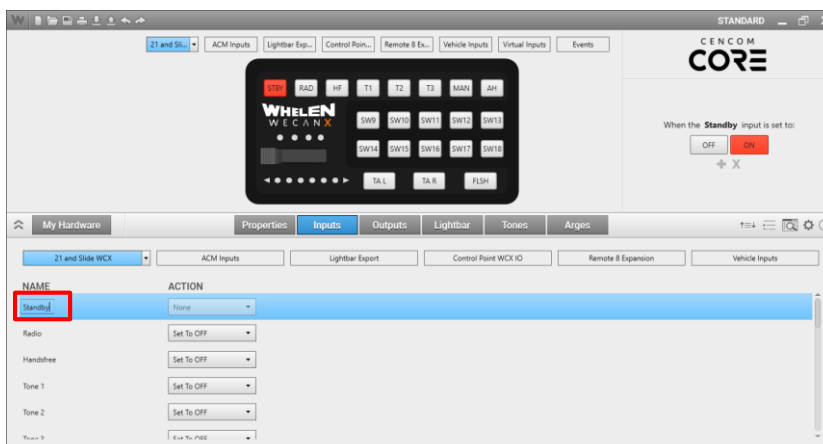 STANDARD
21 and Sli... ACM Inputs Lightbar Exp... Control Poin... Remote 8 Ex... Vehicle Inputs Virtual Inputs Events
CENCOM
CORE
STBY RAD HF T1 T2 T3 MAN AH
WHELEN
WECANX
SW9 SW10 SW11 SW12 SW13
SW14 SW15 SW16 SW17 SW18
TA L TA R FLSH
When the Standby input is set to:
OFF ON
My Hardware Properties Inputs Outputs Lightbar Tones Arges
21 and Slide WCX ACM Inputs Lightbar Export Control Point WCX IO Remote 8 Expansion Vehicle Inputs
NAME ACTION
Standby None
Radio Set To OFF
Handsfree Set To OFF
Tone 1 Set To OFF
Tone 2 Set To OFF
Tone 3 Set To OFF